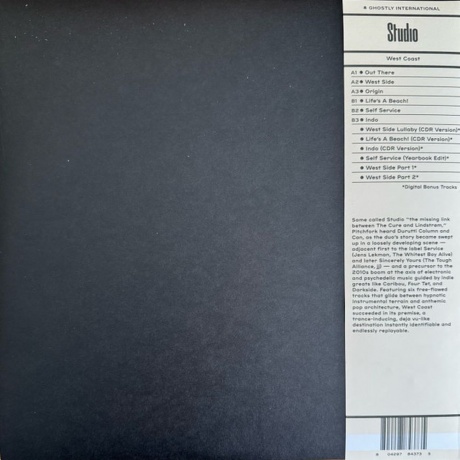 GHOSTLY INTERNATIONAL
Studio
West Coast
A1 Out There
A2 West Side
A3 Origin
B1 Life's A Beach!
B2 Self Service
B3 Indo
West Side Lullaby (CDR Version)*
Life's A Beach! (CDR Version)*
Indo (CDR Version)*
Self Service (Yearbook Edit)*
West Side Part 1*
West Side Part 2*
*Digital Bonus Tracks
Some called Studio "the missing link
between The Cure and Lindstrøm,"
Pitchfork heard Durutti Column and
Can, as the duo's story became swept
up in a loosely developing scene —
adjacent first to the label Service
(Jens Lekman, The Whitest Boy Alive)
and later Sincerely Yours (The Tough
Alliance, jj) — and a precursor to the
2010s boom at the axis of electronic
and psychedelic music guided by indie
greats like Caribou, Four Tet, and
Darkside. Featuring six free-flowed
tracks that glide between hypnotic
instrumental terrain and anthemic
pop architecture, West Coast
succeeded in its premise, a
trance-inducing, deja vu-like
destination instantly identifiable and
endlessly replayable.